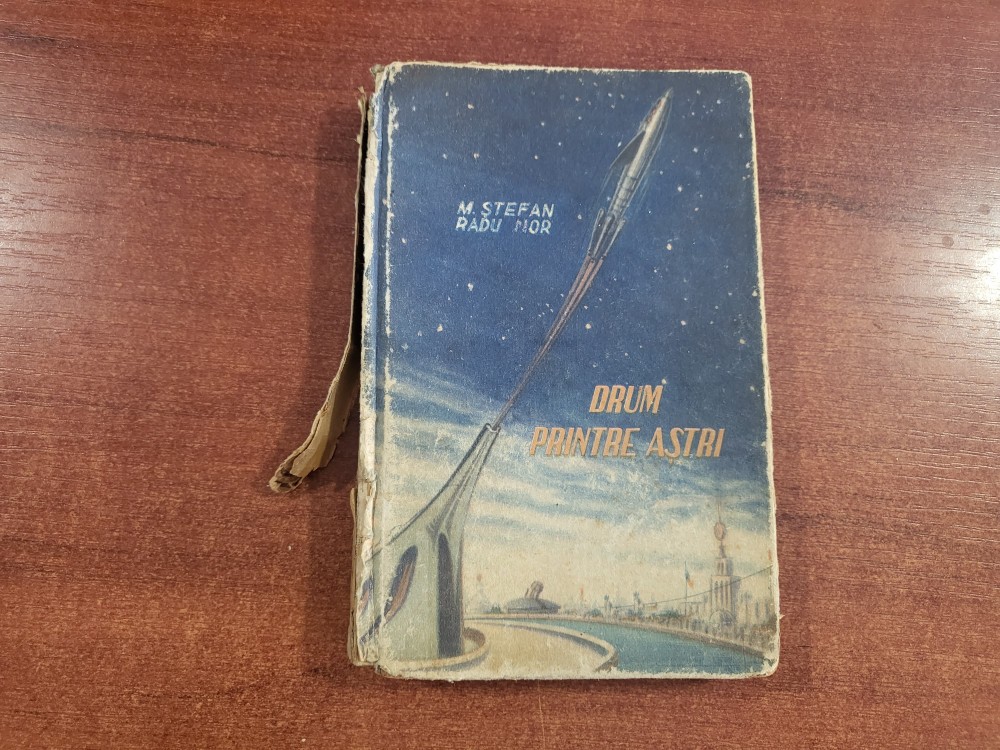 M. ȘTEFAN
RADU NOR
DRUM
PRINTRE AȘTRI